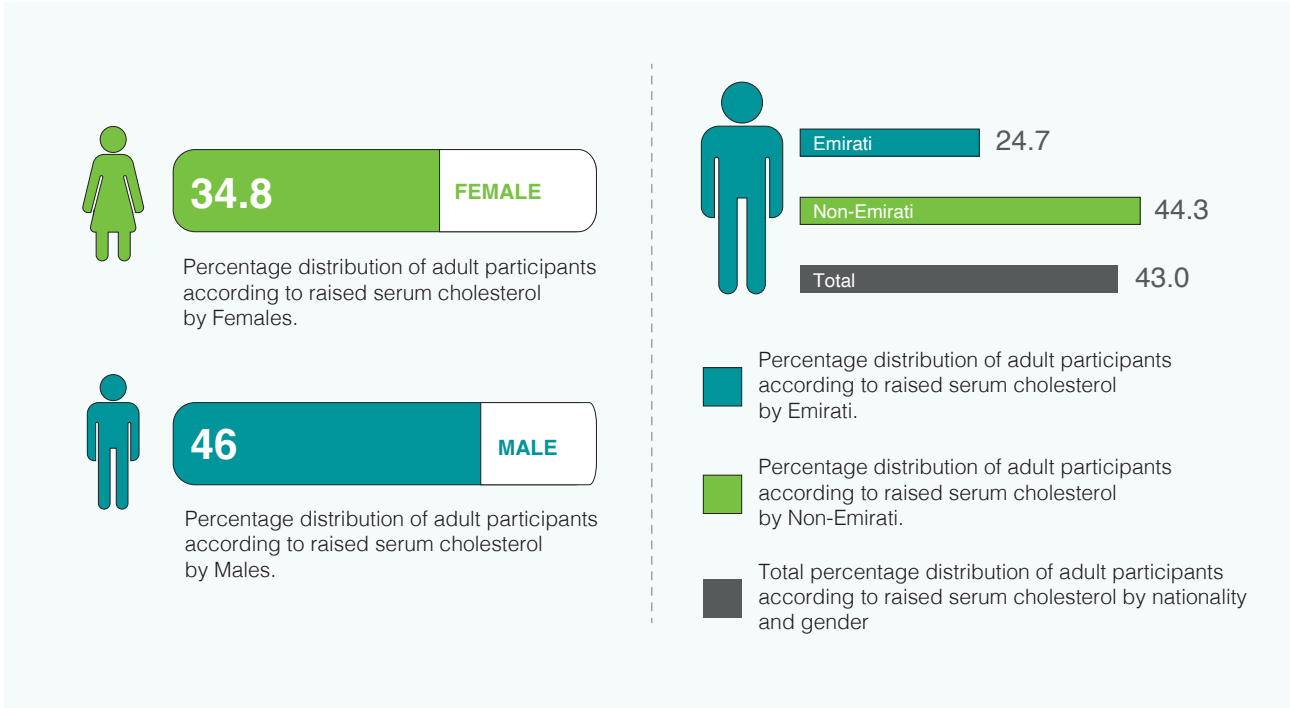 34.8
FEMALE
Percentage distribution of adult participants
according to raised serum cholesterol
by Females.
46
MALE
Percentage distribution of adult participants
according to raised serum cholesterol
by Males.
Emirati
24.7
Non-Emirati
44.3
Total
43.0
Percentage distribution of adult participants
according to raised serum cholesterol
by Emirati.
Percentage distribution of adult participants
according to raised serum cholesterol
by Non-Emirati.
Total percentage distribution of adult participants
according to raised serum cholesterol by nationality
and gender